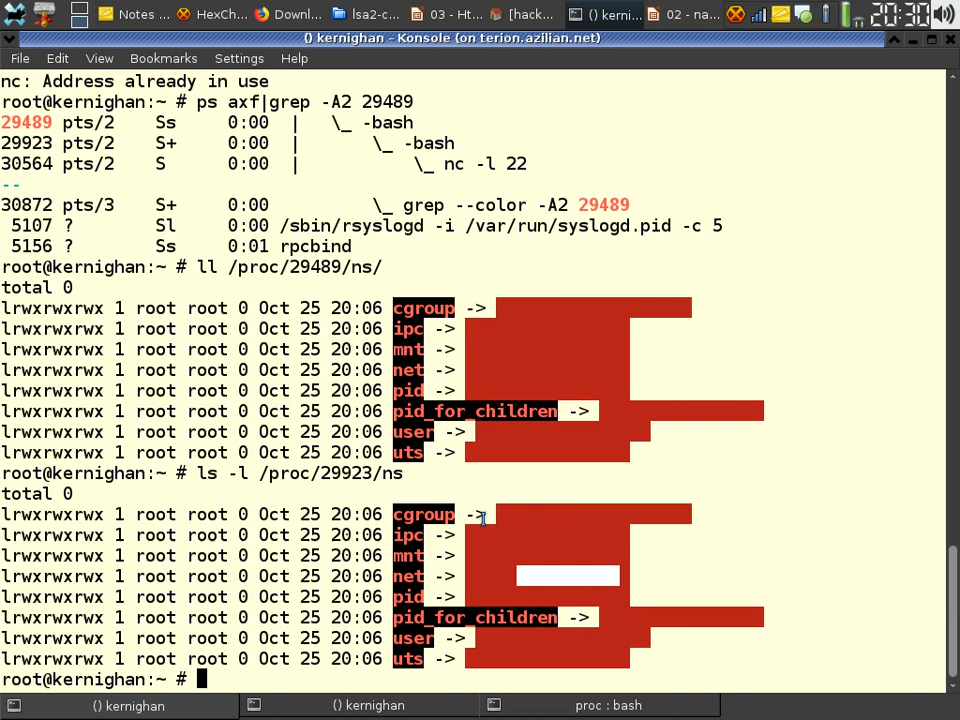 Notes ...
HexCh...
Downl...
lsa2-c...
03 - Ht...
[hack...
() kerni...
02 - na...
20:30
() kernighan – Konsole (on terion.azilian.net)
File Edit View Bookmarks Settings Help
nc: Address already in use
root@kernighan:~ # ps axf|grep -A2 29489
29489 pts/2    Ss     0:00  |   \_ -bash
29923 pts/2    S+     0:00  |       \_ -bash
30564 pts/2    S      0:00  |           \_ nc -l 22
--
30872 pts/3    S+     0:00          \_ grep --color -A2 29489
 5107 ?        Sl     0:00 /sbin/rsyslogd -i /var/run/syslogd.pid -c 5
 5156 ?        Ss     0:01 rpcbind
root@kernighan:~ # ll /proc/29489/ns/
total 0
lrwxrwxrwx 1 root root 0 Oct 25 20:06 cgroup ->
lrwxrwxrwx 1 root root 0 Oct 25 20:06 ipc ->
lrwxrwxrwx 1 root root 0 Oct 25 20:06 mnt ->
lrwxrwxrwx 1 root root 0 Oct 25 20:06 net ->
lrwxrwxrwx 1 root root 0 Oct 25 20:06 pid ->
lrwxrwxrwx 1 root root 0 Oct 25 20:06 pid_for_children ->
lrwxrwxrwx 1 root root 0 Oct 25 20:06 user ->
lrwxrwxrwx 1 root root 0 Oct 25 20:06 uts ->
root@kernighan:~ # ls -l /proc/29923/ns
total 0
lrwxrwxrwx 1 root root 0 Oct 25 20:06 cgroup ->
lrwxrwxrwx 1 root root 0 Oct 25 20:06 ipc ->
lrwxrwxrwx 1 root root 0 Oct 25 20:06 mnt ->
lrwxrwxrwx 1 root root 0 Oct 25 20:06 net ->
lrwxrwxrwx 1 root root 0 Oct 25 20:06 pid ->
lrwxrwxrwx 1 root root 0 Oct 25 20:06 pid_for_children ->
lrwxrwxrwx 1 root root 0 Oct 25 20:06 user ->
lrwxrwxrwx 1 root root 0 Oct 25 20:06 uts ->
root@kernighan:~ #
() kernighan
() kernighan
proc : bash